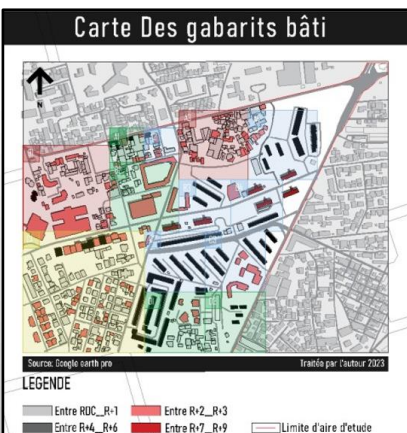 Carte Des gabarits bâti
N
Source: Google earth pro
Traitée par l'auteur 2023
LEGENDE
Entre RDC_R+1
Entre R+2_R+3
Entre R+4_R+6
Entre R+7_R+9
Limite d'aire d'etude